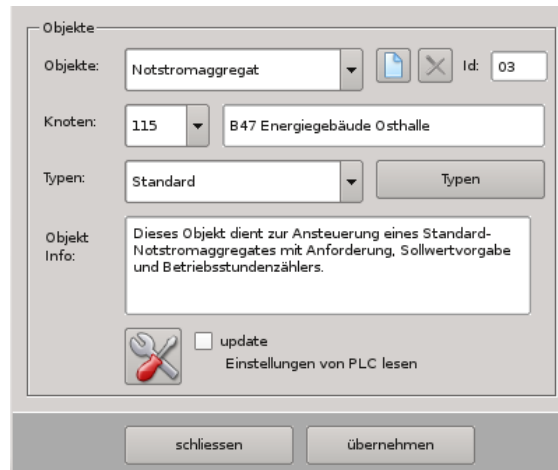 Objekte
Objekte: Notstromaggregat Id: 03
Knoten: 115 B47 Energiegebäude Osthalle
Typen: Standard Typen
Objekt Info:
Dieses Objekt dient zur Ansteuerung eines Standard-
Notstromaggregates mit Anforderung, Sollwertvorgabe
und Betriebsstundenzählers.
update
Einstellungen von PLC lesen
schliessen übernehmen